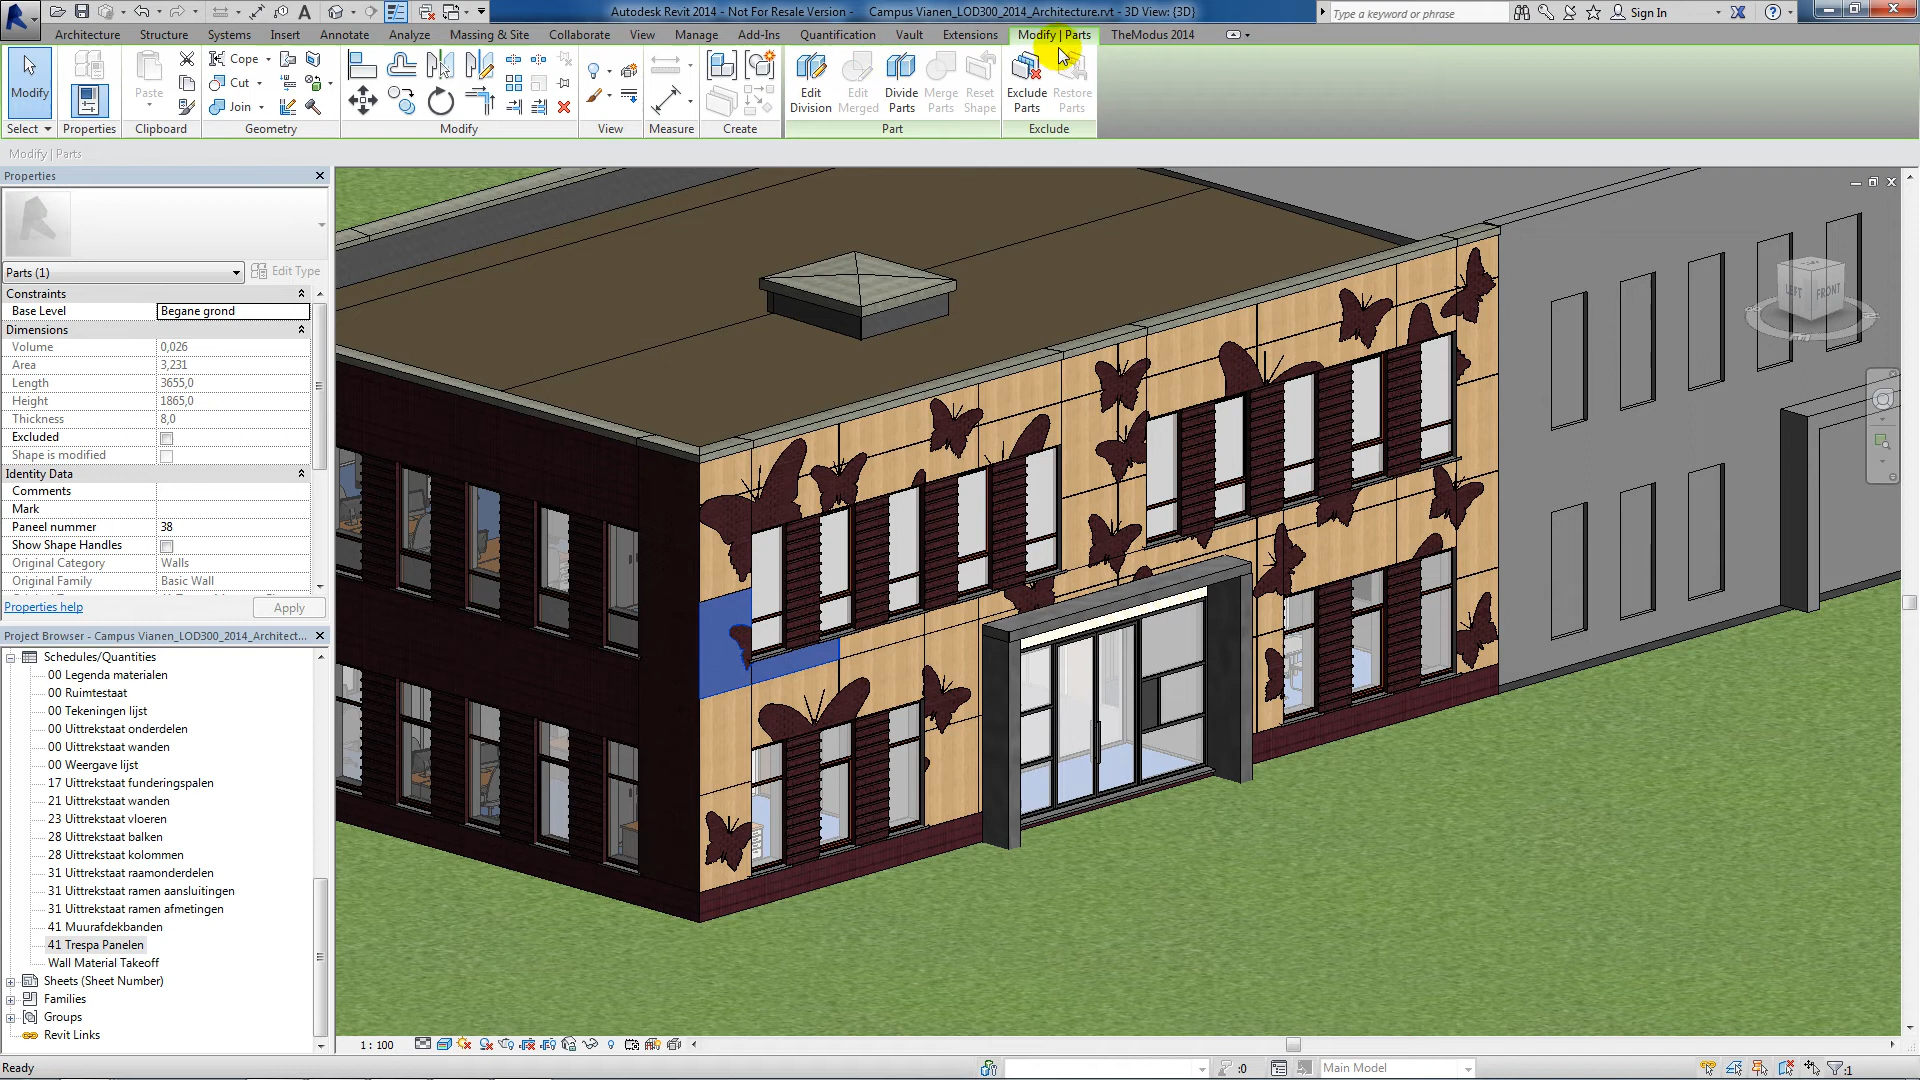 Autodesk Revit 2014 - Not For Resale Version -    Campus Vianen_LOD300_2014_Architecture.rvt - 3D View: {3D}
Type a keyword or phrase
Sign In
Architecture Structure Systems Insert Annotate Analyze Massing & Site Collaborate View Manage Add-Ins Quantification Vault Extensions Modify | Parts TheModus 2014
Modify
Paste
Cope
Cut
Join
Edit Division
Edit Merged
Divide Parts
Merge Parts
Reset Shape
Exclude Parts
Restore Parts
Select Properties Clipboard Geometry Modify View Measure Create Part Exclude
Modify | Parts
Properties
Parts (1)
Edit Type
Constraints
Base Level Begane grond
Dimensions
Volume 0,026
Area 3,231
Length 3655,0
Height 1865,0
Thickness 8,0
Excluded
Shape is modified
Identity Data
Comments
Mark
Paneel nummer 38
Show Shape Handles
Original Category Walls
Original Family Basic Wall
Properties help
Apply
Project Browser - Campus Vianen_LOD300_2014_Architect...
Schedules/Quantities
00 Legenda materialen
00 Ruimtestaat
00 Tekeningen lijst
00 Uittrekstaat onderdelen
00 Uittrekstaat wanden
00 Weergave lijst
17 Uittrekstaat funderingspalen
21 Uittrekstaat wanden
23 Uittrekstaat vloeren
28 Uittrekstaat balken
28 Uittrekstaat kolommen
31 Uittrekstaat raamonderdelen
31 Uittrekstaat ramen aansluitingen
31 Uittrekstaat ramen afmetingen
41 Muurafdekbanden
41 Trespa Panelen
Wall Material Takeoff
Sheets (Sheet Number)
Families
Groups
Revit Links
LEFT
FRONT
1 : 100
Ready
:0
Main Model
:1